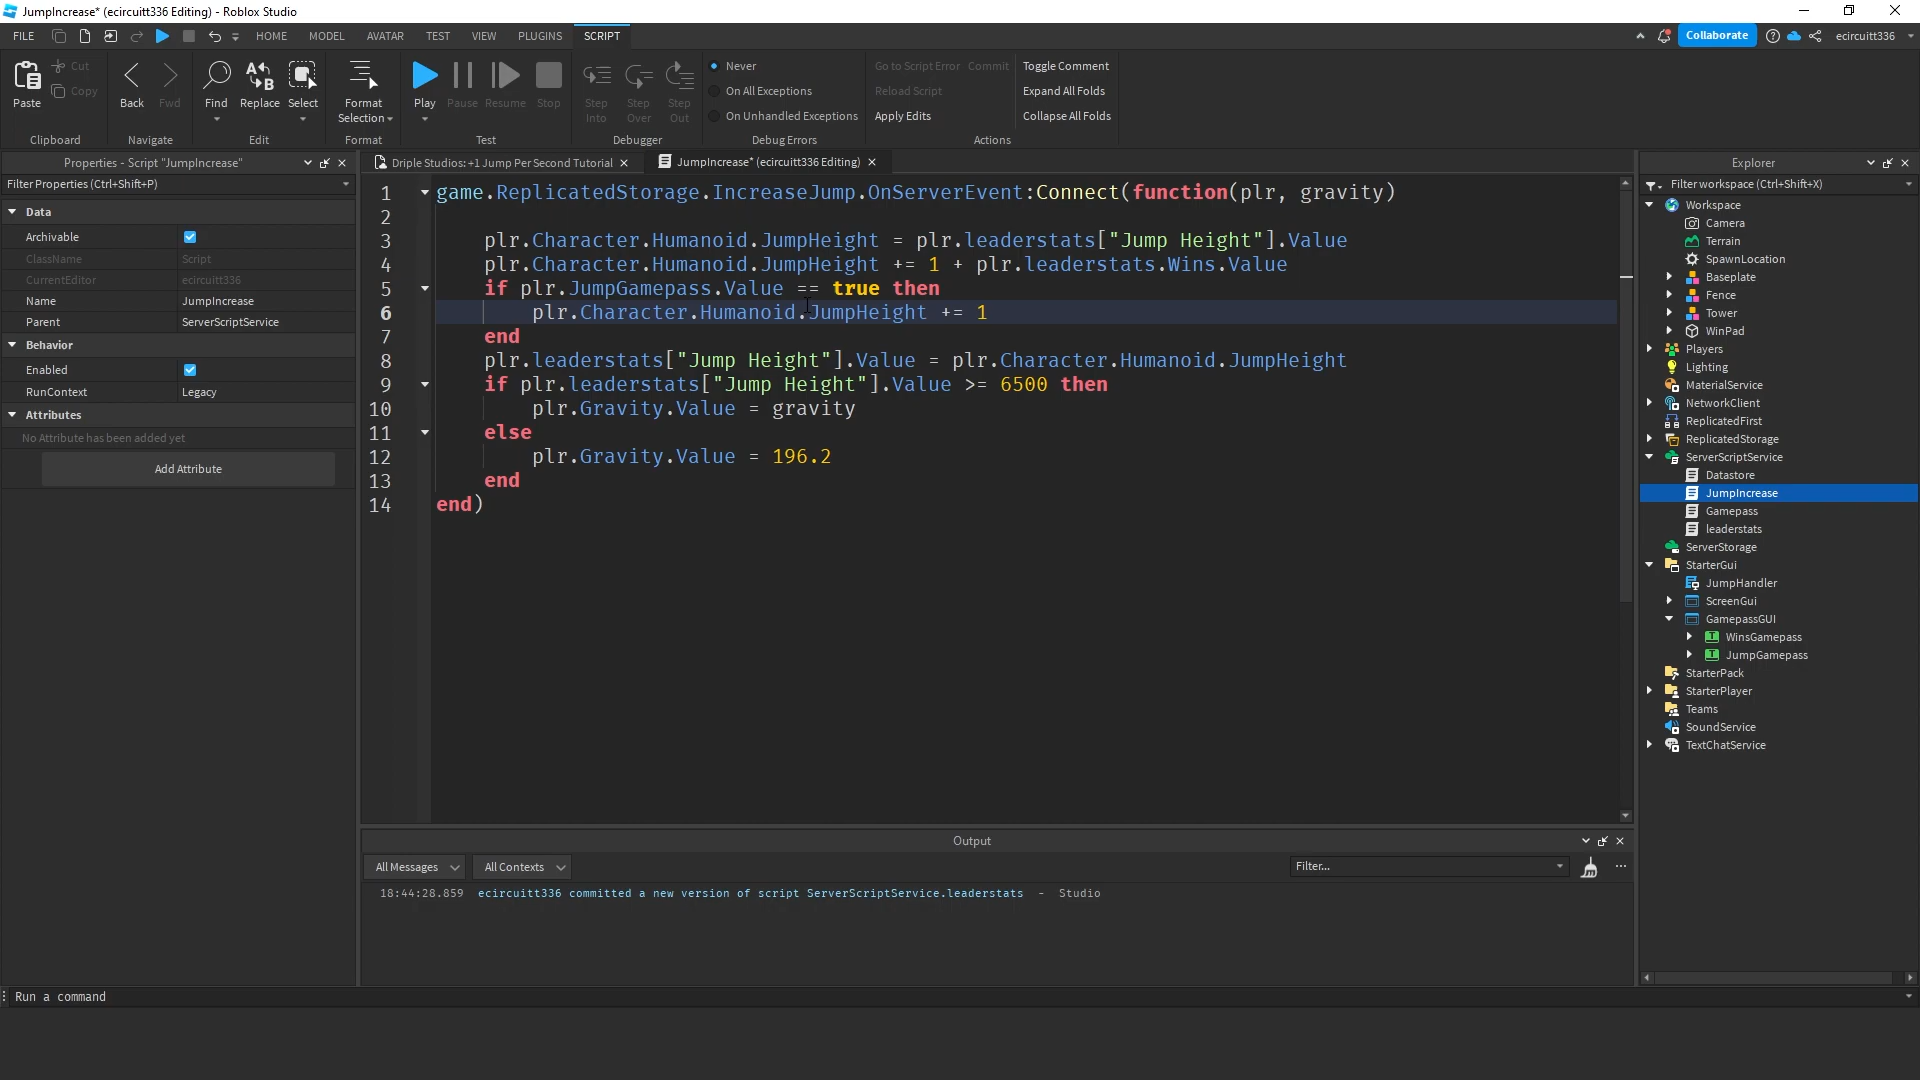 JumpIncrease* (ecircuitt336 Editing) - Roblox Studio
FILE HOME MODEL AVATAR TEST VIEW PLUGINS SCRIPT Collaborate ecircuitt336
Paste Cut Copy
Clipboard
Back Fwd
Navigate
Find Replace Select
Edit
Format Selection
Format
Play Pause Resume Stop
Test
Step Into Step Over Step Out
Debugger
Never
On All Exceptions
On Unhandled Exceptions
Debug Errors
Go to Script Error Commit
Reload Script
Apply Edits
Toggle Comment
Expand All Folds
Collapse All Folds
Actions
Properties - Script "JumpIncrease"
Filter Properties (Ctrl+Shift+P)
Data
Archivable
ClassName Script
CurrentEditor ecircuitt336
Name JumpIncrease
Parent ServerScriptService
Behavior
Enabled
RunContext Legacy
Attributes
No Attribute has been added yet
Add Attribute
Driple Studios: +1 Jump Per Second Tutorial JumpIncrease* (ecircuitt336 Editing)
1 game.ReplicatedStorage.IncreaseJump.OnServerEvent:Connect(function(plr, gravity)
2
3 plr.Character.Humanoid.JumpHeight = plr.leaderstats["Jump Height"].Value
4 plr.Character.Humanoid.JumpHeight += 1 + plr.leaderstats.Wins.Value
5 if plr.JumpGamepass.Value == true then
6 plr.Character.Humanoid.JumpHeight += 1
7 end
8 plr.leaderstats["Jump Height"].Value = plr.Character.Humanoid.JumpHeight
9 if plr.leaderstats["Jump Height"].Value >= 6500 then
10 plr.Gravity.Value = gravity
11 else
12 plr.Gravity.Value = 196.2
13 end
14 end)
Output
All Messages All Contexts Filter...
18:44:28.859 ecircuitt336 committed a new version of script ServerScriptService.leaderstats - Studio
Explorer
Filter workspace (Ctrl+Shift+X)
Workspace
Camera
Terrain
SpawnLocation
Baseplate
Fence
Tower
WinPad
Players
Lighting
MaterialService
NetworkClient
ReplicatedFirst
ReplicatedStorage
ServerScriptService
Datastore
JumpIncrease
Gamepass
leaderstats
ServerStorage
StarterGui
JumpHandler
ScreenGui
GamepassGUI
WinsGamepass
JumpGamepass
StarterPack
StarterPlayer
Teams
SoundService
TextChatService
Run a command